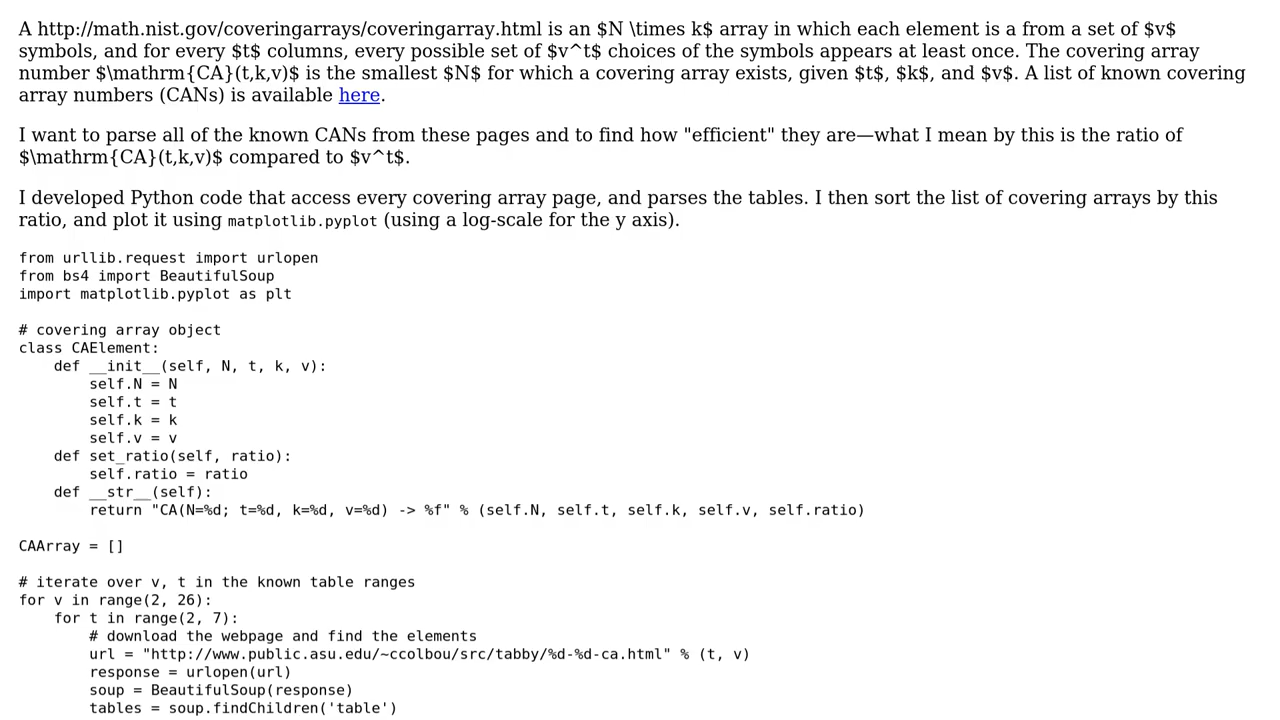 A http://math.nist.gov/coveringarrays/coveringarray.html is an $N \times k$ array in which each element is a from a set of $v$
symbols, and for every $t$ columns, every possible set of $v^t$ choices of the symbols appears at least once. The covering array
number $\mathrm{CA}(t,k,v)$ is the smallest $N$ for which a covering array exists, given $t$, $k$, and $v$. A list of known covering
array numbers (CANs) is available here.
I want to parse all of the known CANs from these pages and to find how "efficient" they are—what I mean by this is the ratio of
$\mathrm{CA}(t,k,v)$ compared to $v^t$.
I developed Python code that access every covering array page, and parses the tables. I then sort the list of covering arrays by this
ratio, and plot it using matplotlib.pyplot (using a log-scale for the y axis).
from urllib.request import urlopen
from bs4 import BeautifulSoup
import matplotlib.pyplot as plt
# covering array object
class CAElement:
    def __init__(self, N, t, k, v):
        self.N = N
        self.t = t
        self.k = k
        self.v = v
    def set_ratio(self, ratio):
        self.ratio = ratio
    def __str__(self):
        return "CA(N=%d; t=%d, k=%d, v=%d) -> %f" % (self.N, self.t, self.k, self.v, self.ratio)
CAArray = []
# iterate over v, t in the known table ranges
for v in range(2, 26):
    for t in range(2, 7):
        # download the webpage and find the elements
        url = "http://www.public.asu.edu/~ccolbou/src/tabby/%d-%d-ca.html" % (t, v)
        response = urlopen(url)
        soup = BeautifulSoup(response)
        tables = soup.findChildren('table')